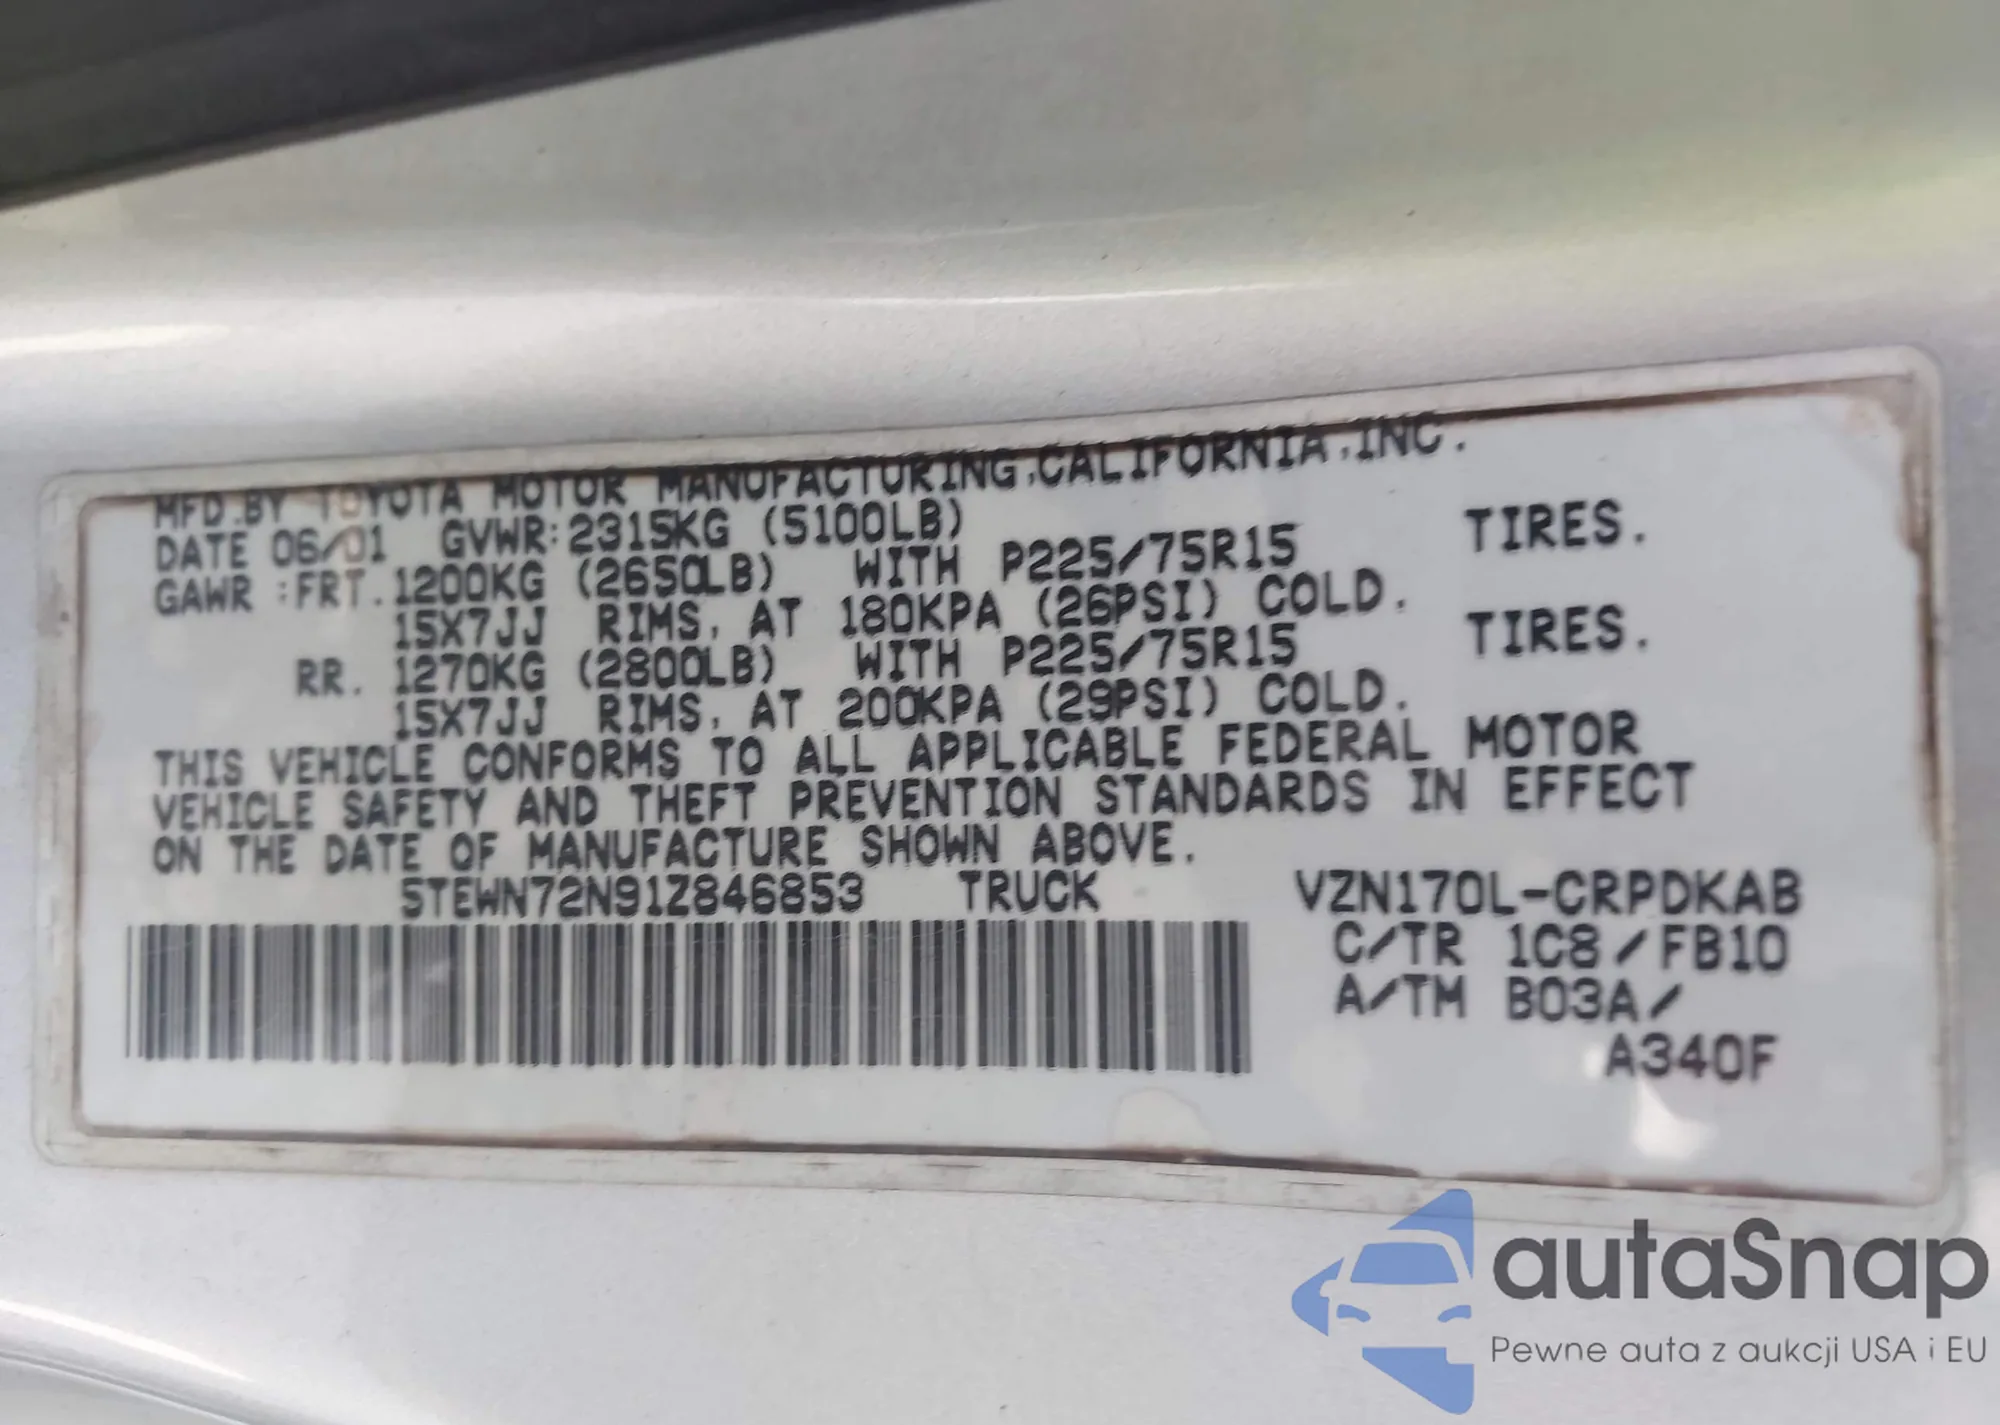 MFD.BY TOYOTA MOTOR MANUFACTURING,CALIFORNIA,INC.
DATE 06/01 GVWR:2315KG (5100LB)
GAWR :FRT.1200KG (2650LB) WITH P225/75R15 TIRES.
15X7JJ RIMS, AT 180KPA (26PSI) COLD.
RR. 1270KG (2800LB) WITH P225/75R15 TIRES.
15X7JJ RIMS, AT 200KPA (29PSI) COLD.
THIS VEHICLE CONFORMS TO ALL APPLICABLE FEDERAL MOTOR
VEHICLE SAFETY AND THEFT PREVENTION STANDARDS IN EFFECT
ON THE DATE OF MANUFACTURE SHOWN ABOVE.
5TEWN72N91Z846853 TRUCK VZN170L-CRPDKAB
C/TR 1C8/FB10
A/TM B03A/
A340F
autaSnap
Pewne auta z aukcji USA i EU